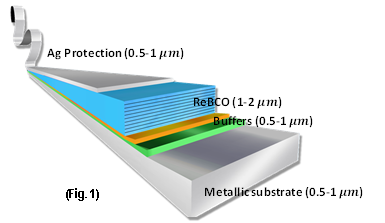 Ag Protection (0.5-1 𝜇𝑚)
ReBCO (1-2 𝜇𝑚)
Buffers (0.5-1 𝜇𝑚)
(Fig. 1)
Metallic substrate (0.5-1 𝜇𝑚)